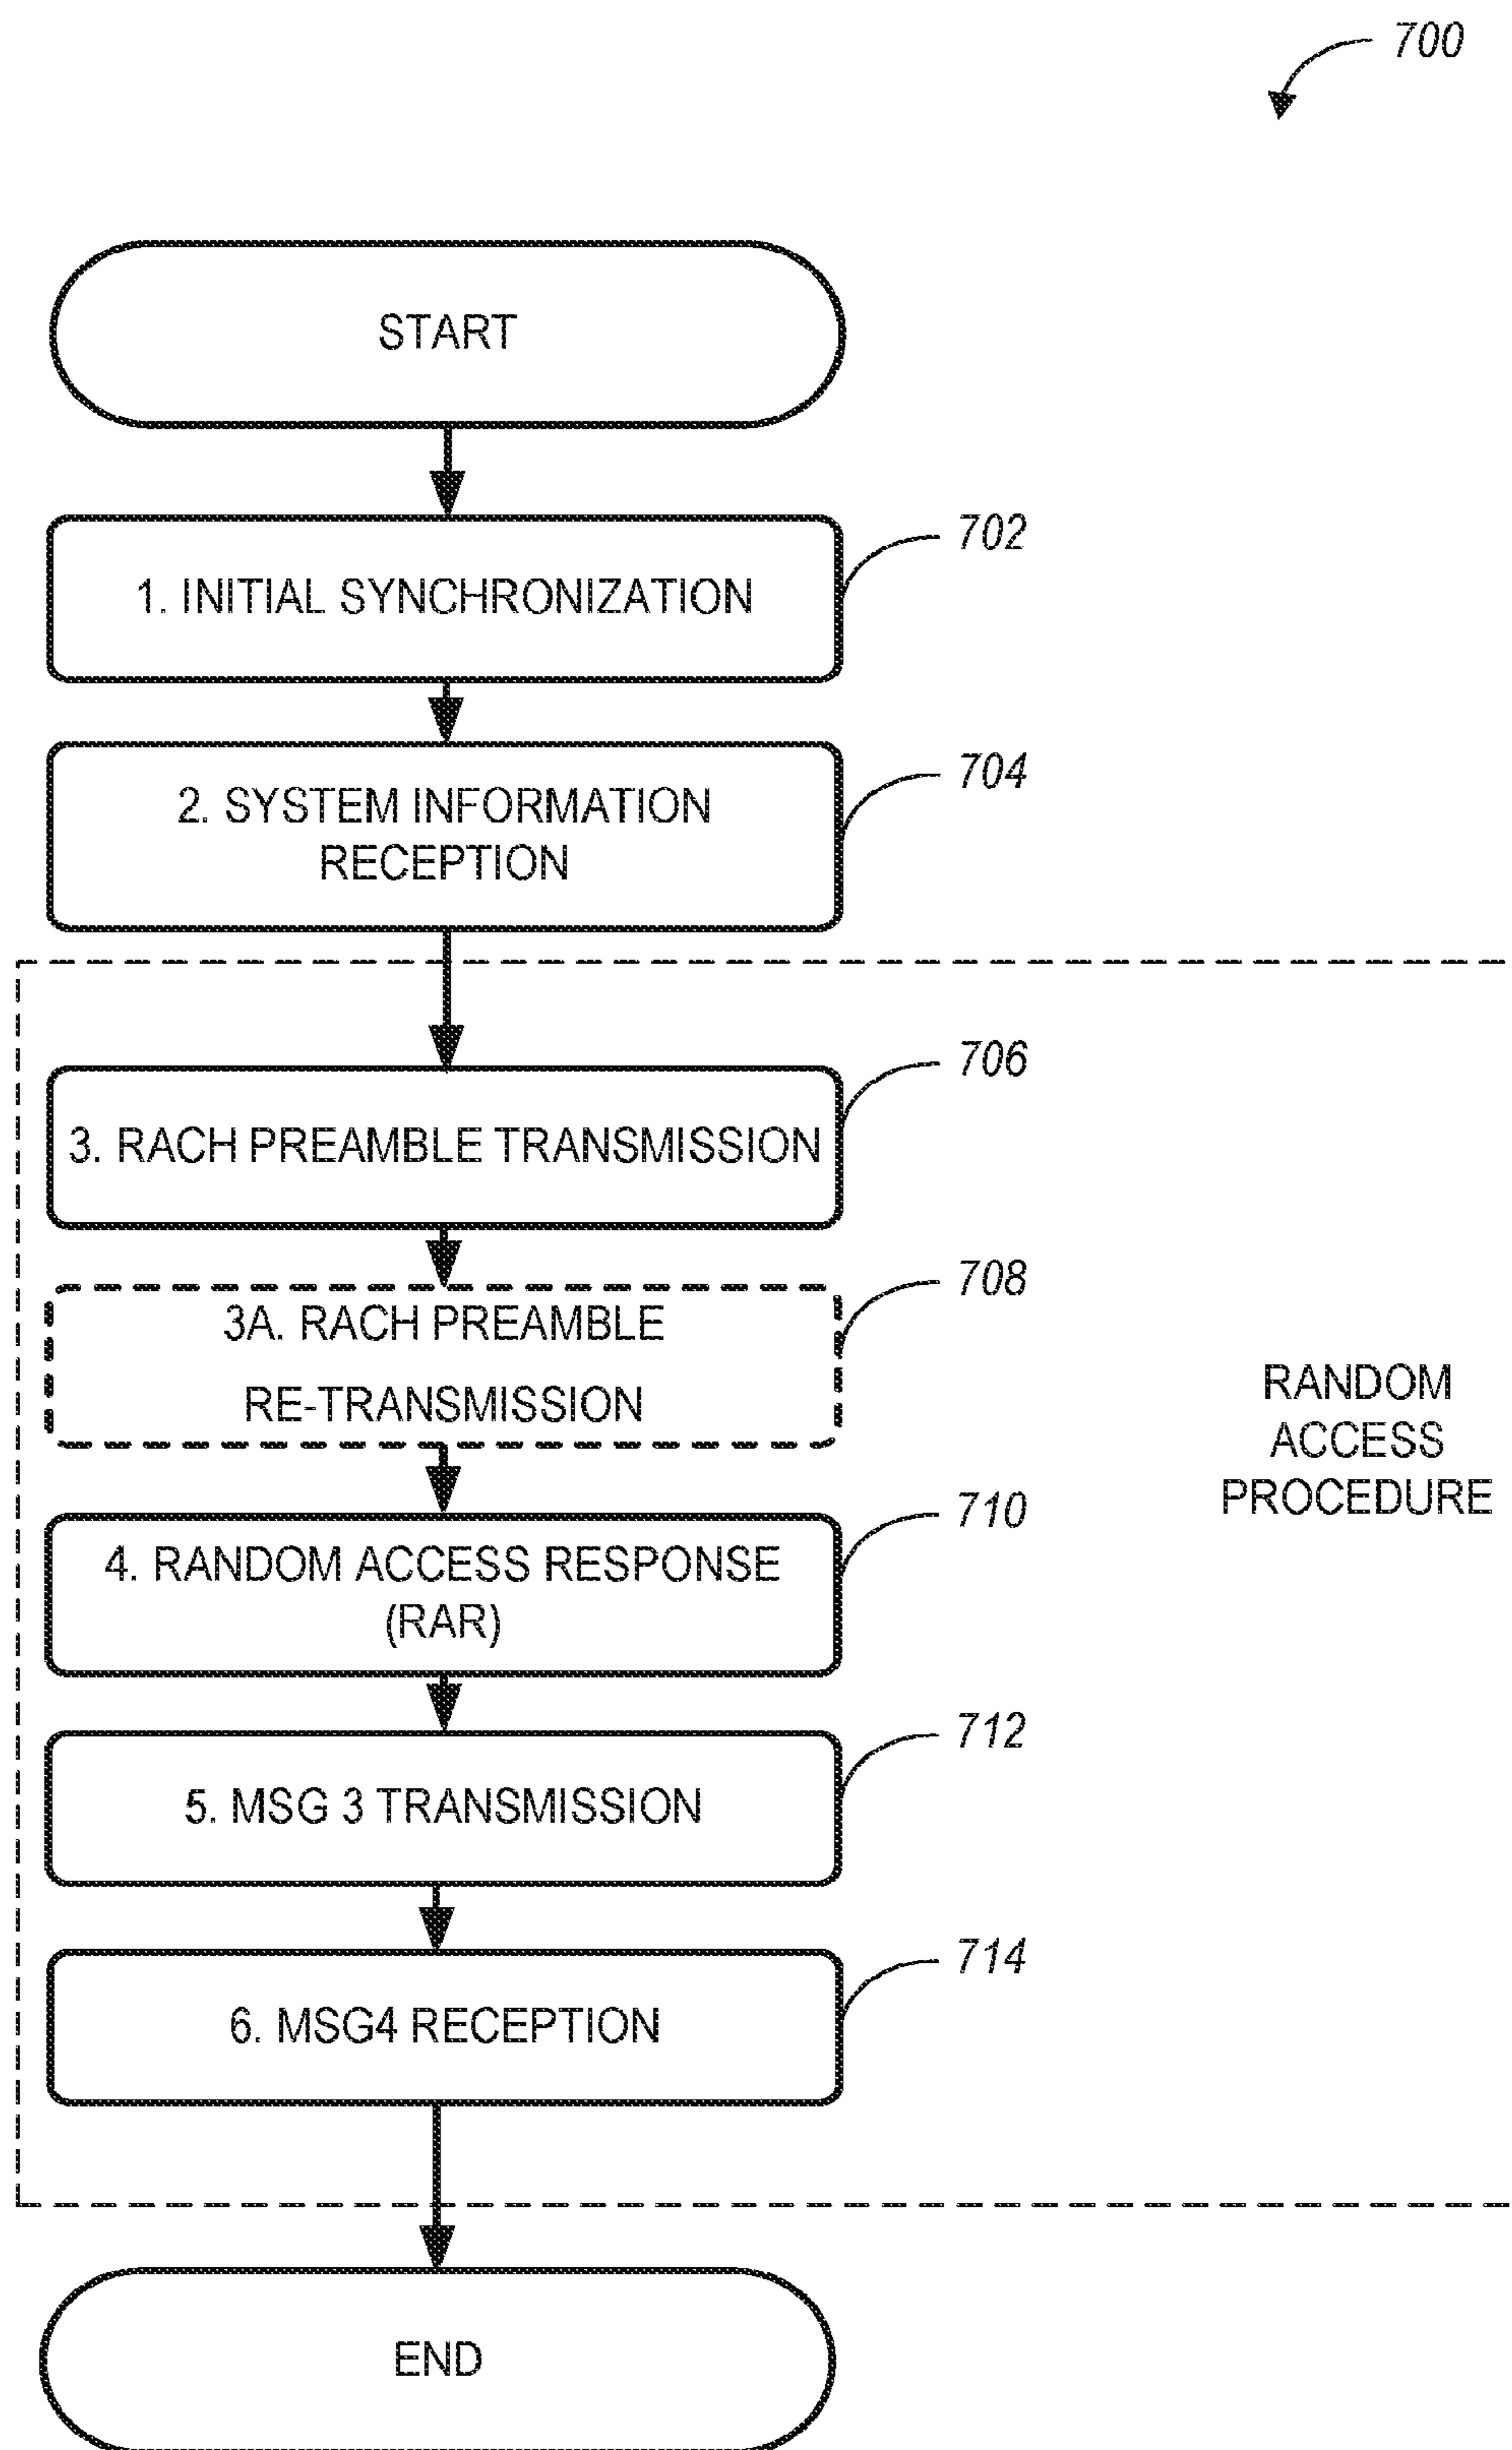 700
START
702
1. INITIAL SYNCHRONIZATION
704
2. SYSTEM INFORMATION
RECEPTION
706
3. RACH PREAMBLE TRANSMISSION
708
3A. RACH PREAMBLE
RE-TRANSMISSION
RANDOM
ACCESS
PROCEDURE
710
4. RANDOM ACCESS RESPONSE
(RAR)
712
5. MSG 3 TRANSMISSION
714
6. MSG4 RECEPTION
END